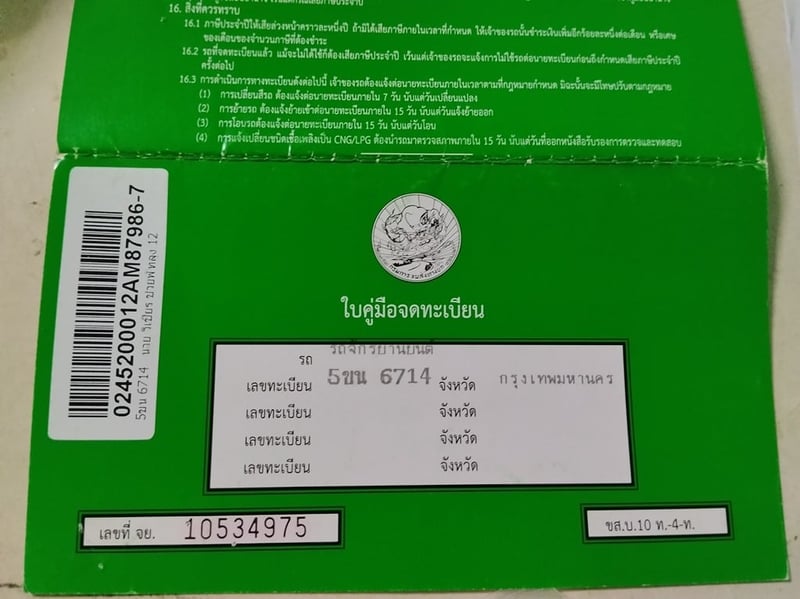 16. สิ่งที่ควรทราบ
16.1 ภาษีประจำปีให้เสียล่วงหน้าคราวละหนึ่งปี ถ้ามิได้เสียภาษีภายในเวลาที่กำหนด ให้เจ้าของรถนั้นชำระเงินเพิ่มอีกร้อยละหนึ่งต่อเดือน หรือเศษ
ของเดือนของจำนวนภาษีที่ต้องชำระ
16.2 รถที่จดทะเบียนแล้ว แม้จะไม่ได้ใช้ก็ต้องเสียภาษีประจำปี เว้นแต่เจ้าของรถจะแจ้งการไม่ใช้รถต่อนายทะเบียนก่อนถึงกำหนดเสียภาษีประจำปี
ครั้งต่อไป
16.3 การดำเนินการทางทะเบียนดังต่อไปนี้ เจ้าของรถต้องแจ้งต่อนายทะเบียนภายในเวลาตามที่กฎหมายกำหนด มิฉะนั้นจะมีโทษปรับตามกฎหมาย
(1) การเปลี่ยนสีรถ ต้องแจ้งต่อนายทะเบียนภายใน 7 วัน นับแต่วันเปลี่ยนแปลง
(2) การย้ายรถ ต้องแจ้งย้ายเข้าต่อนายทะเบียนภายใน 15 วัน นับแต่วันแจ้งย้ายออก
(3) การโอนรถต้องแจ้งต่อนายทะเบียนภายใน 15 วัน นับแต่วันโอน
(4) การแจ้งเปลี่ยนชนิดเชื้อเพลิงเป็น CNG/LPG ต้องนำรถมาตรวจสภาพภายใน 15 วัน นับแต่วันที่ออกหนังสือรับรองการตรวจและทดสอบ
0245200012AM87986-7
5ขน 6714 นาย วิเชียร
ใบคู่มือจดทะเบียน
รถ รถจักรยานยนต์
เลขทะเบียน 5ขน 6714 จังหวัด กรุงเทพมหานคร
เลขทะเบียน จังหวัด
เลขทะเบียน จังหวัด
เลขทะเบียน จังหวัด
เลขที่ จย. 10534975
ขส.บ.10 ท.-4-ท.